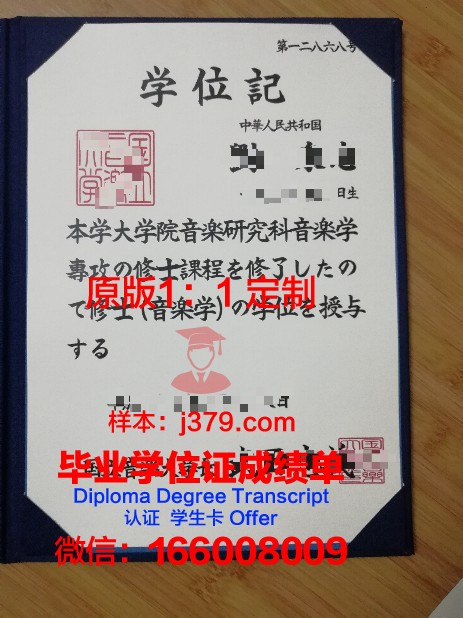 第一二八六八号
学位記
中華人民共和国
日生
本学大学院音楽研究科音楽学
専攻の修士課程を修了したの
で修士(音楽学)の学位を授与
する
原版1：1定制
日
样本：j379.com
毕业学位证成绩单
Diploma Degree Transcript
认证 学生卡 Offer
微信：166008009